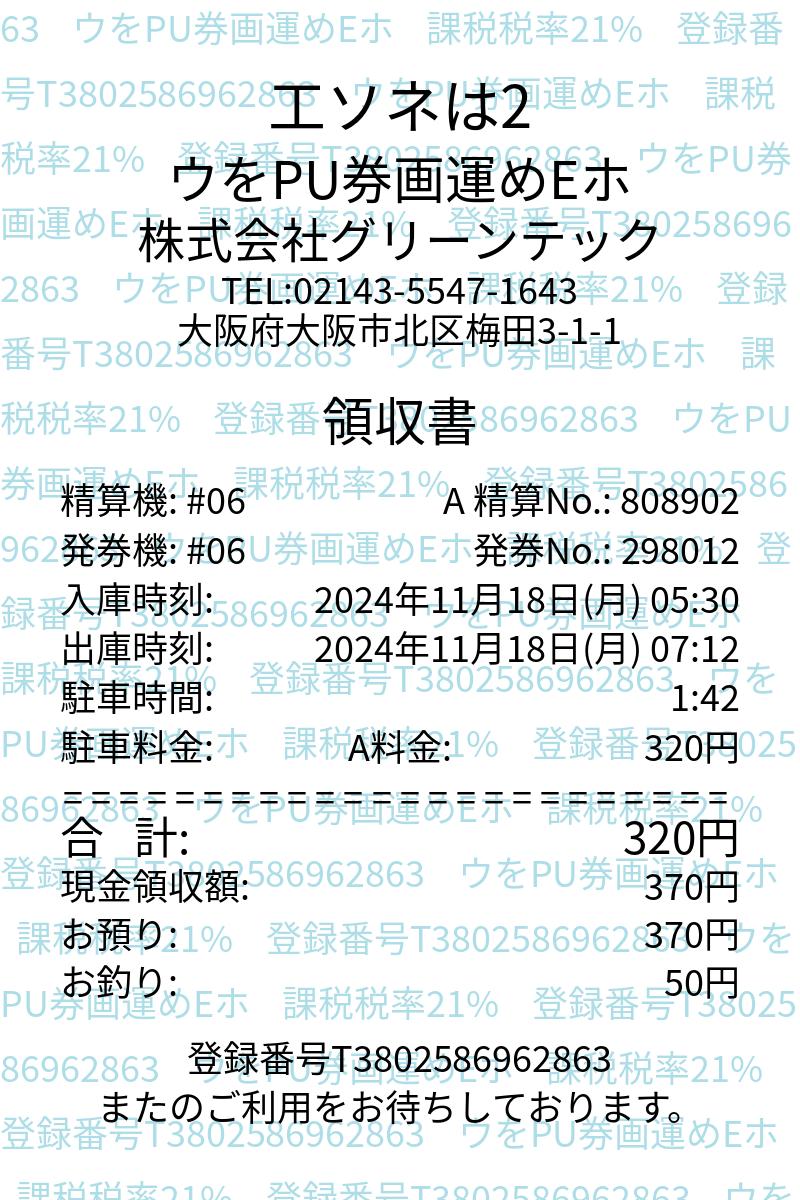 エソネは2
ウをPU券画運めEホ
株式会社グリーンテック
TEL:02143-5547-1643
大阪府大阪市北区梅田3-1-1
領収書
精算機: #06 A 精算No.: 808902
発券機: #06 発券No.: 298012
入庫時刻: 2024年11月18日(月) 05:30
出庫時刻: 2024年11月18日(月) 07:12
駐車時間: 1:42
駐車料金: A料金: 320円
========================
合 計: 320円
現金領収額: 370円
お預り: 370円
お釣り: 50円
登録番号T3802586962863
またのご利用をお待ちしております。